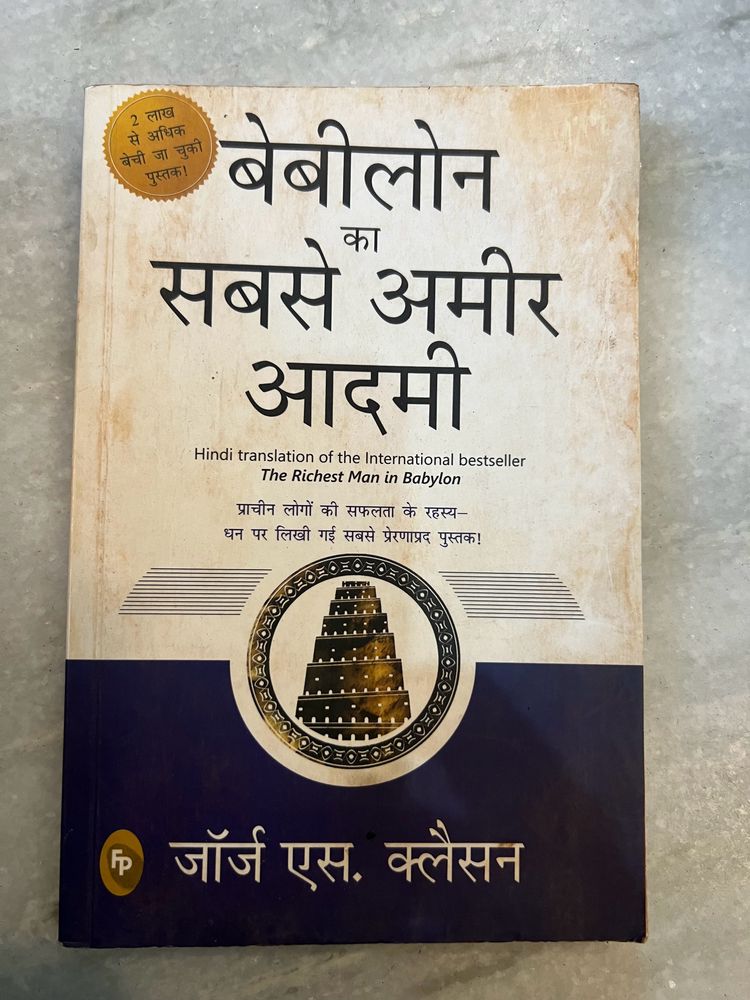 2 लाख
से अधिक
बेची जा चुकी
पुस्तक!
बेबीलोन
का
सबसे अमीर
आदमी
Hindi translation of the International bestseller
The Richest Man in Babylon
प्राचीन लोगों की सफलता के रहस्य–
धन पर लिखी गई सबसे प्रेरणाप्रद पुस्तक!
FP
जॉर्ज एस. क्लैसन